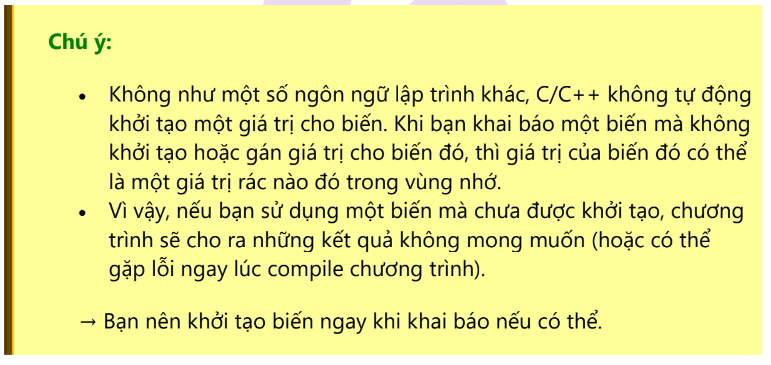 Chú ý:
• Không như một số ngôn ngữ lập trình khác, C/C++ không tự động
khởi tạo một giá trị cho biến. Khi bạn khai báo một biến mà không
khởi tạo hoặc gán giá trị cho biến đó, thì giá trị của biến đó có thể
là một giá trị rác nào đó trong vùng nhớ.
• Vì vậy, nếu bạn sử dụng một biến mà chưa được khởi tạo, chương
trình sẽ cho ra những kết quả không mong muốn (hoặc có thể
gặp lỗi ngay lúc compile chương trình).
→ Bạn nên khởi tạo biến ngay khi khai báo nếu có thể.